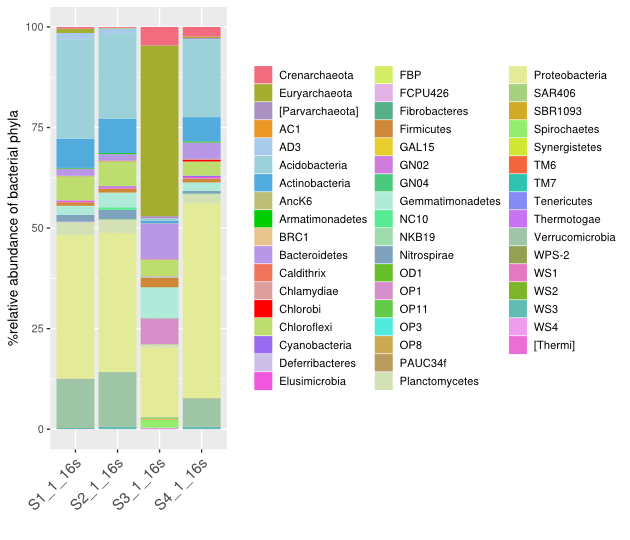 100
75
50
25
0
%relative abundance of bacterial phyla
S1_1_16s
S2_1_16s
S3_1_16s
S4_1_16s
Crenarchaeota
Euryarchaeota
[Parvarchaeota]
AC1
AD3
Acidobacteria
Actinobacteria
AncK6
Armatimonadetes
BRC1
Bacteroidetes
Caldithrix
Chlamydiae
Chlorobi
Chloroflexi
Cyanobacteria
Deferribacteres
Elusimicrobia
FBP
FCPU426
Fibrobacteres
Firmicutes
GAL15
GN02
GN04
Gemmatimonadetes
NC10
NKB19
Nitrospirae
OD1
OP1
OP11
OP3
OP8
PAUC34f
Planctomycetes
Proteobacteria
SAR406
SBR1093
Spirochaetes
Synergistetes
TM6
TM7
Tenericutes
Thermotogae
Verrucomicrobia
WPS-2
WS1
WS2
WS3
WS4
[Thermi]